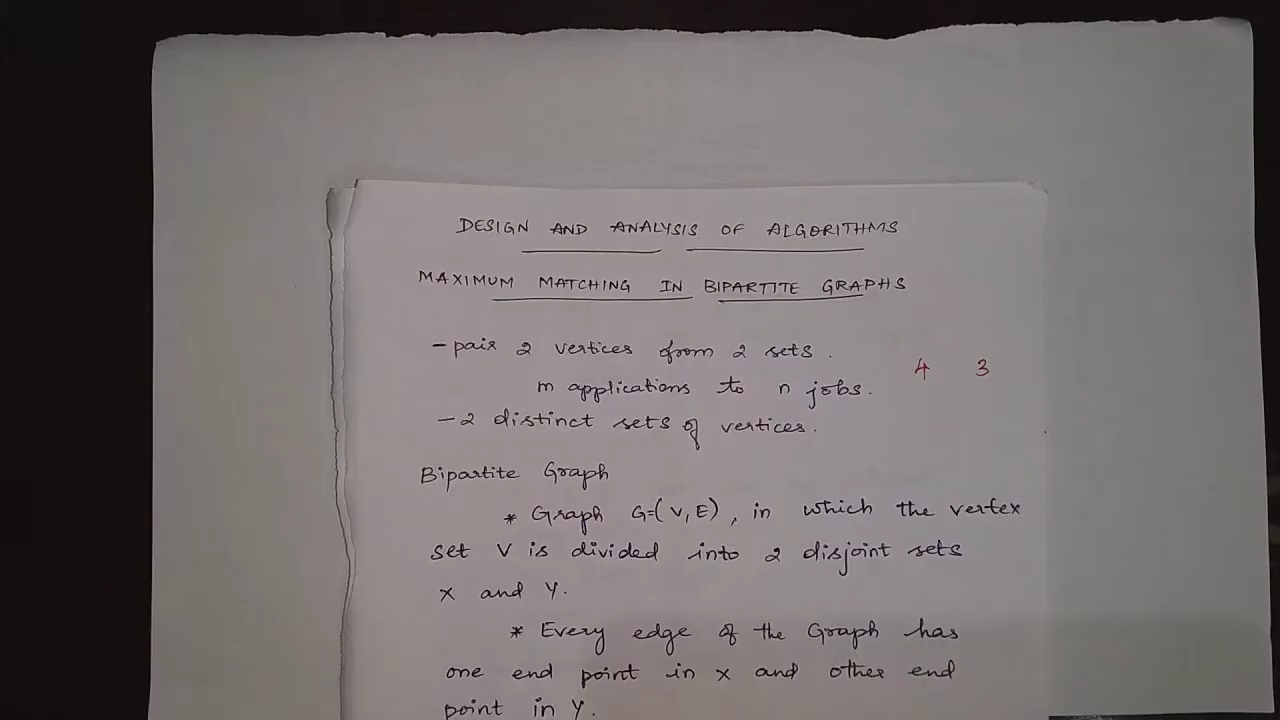 DESIGN AND ANALYSIS OF ALGORITHMS
MAXIMUM MATCHING IN BIPARTITE GRAPHS
- pair 2 vertices from 2 sets.
m applications to n jobs. 4 3
- 2 distinct sets of vertices.
Bipartite Graph
* Graph G=(V,E), in which the vertex
set V is divided into 2 disjoint sets
X and Y.
* Every edge of the Graph has
one end point in X and other end
point in Y.